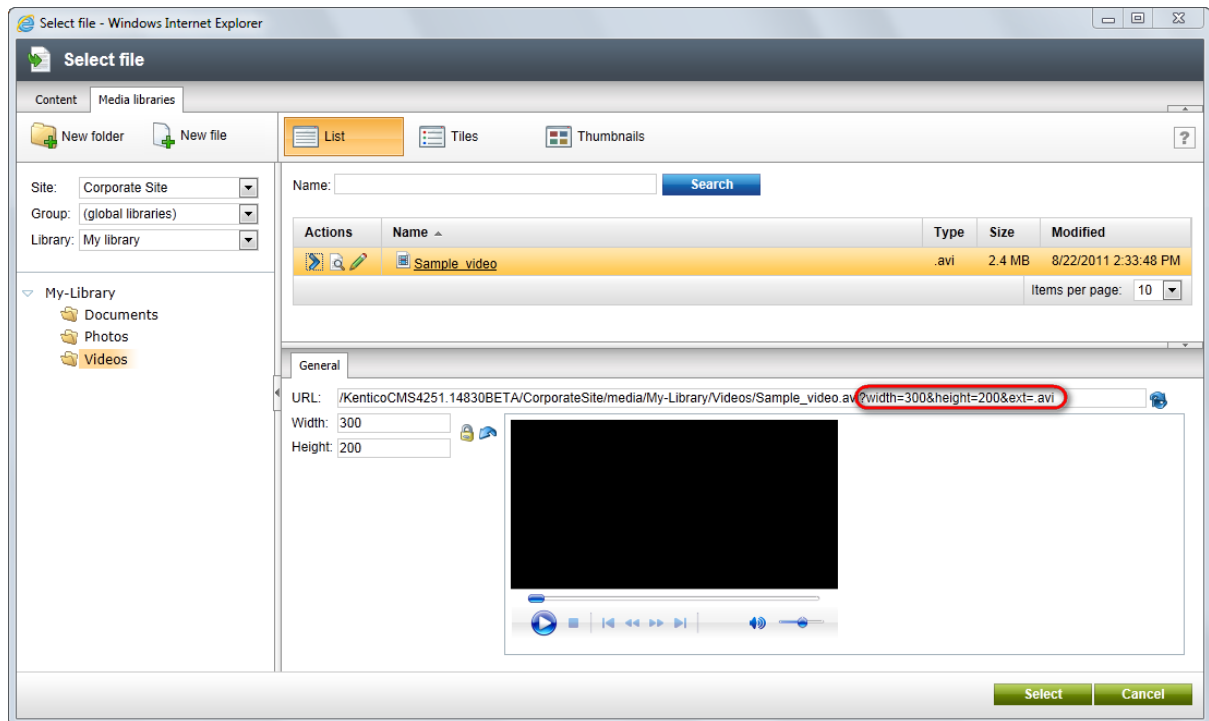 Select file - Windows Internet Explorer
Select file
Content Media libraries
New folder New file List Tiles Thumbnails ?
Site: Corporate Site
Group: (global libraries)
Library: My library
My-Library
Documents
Photos
Videos
Name: Search
Actions Name Type Size Modified
Sample_video .avi 2.4 MB 8/22/2011 2:33:48 PM
Items per page: 10
General
URL: /KenticoCMS4251.14830BETA/CorporateSite/media/My-Library/Videos/Sample_video.avi?width=300&height=200&ext=.avi
Width: 300
Height: 200
Select Cancel